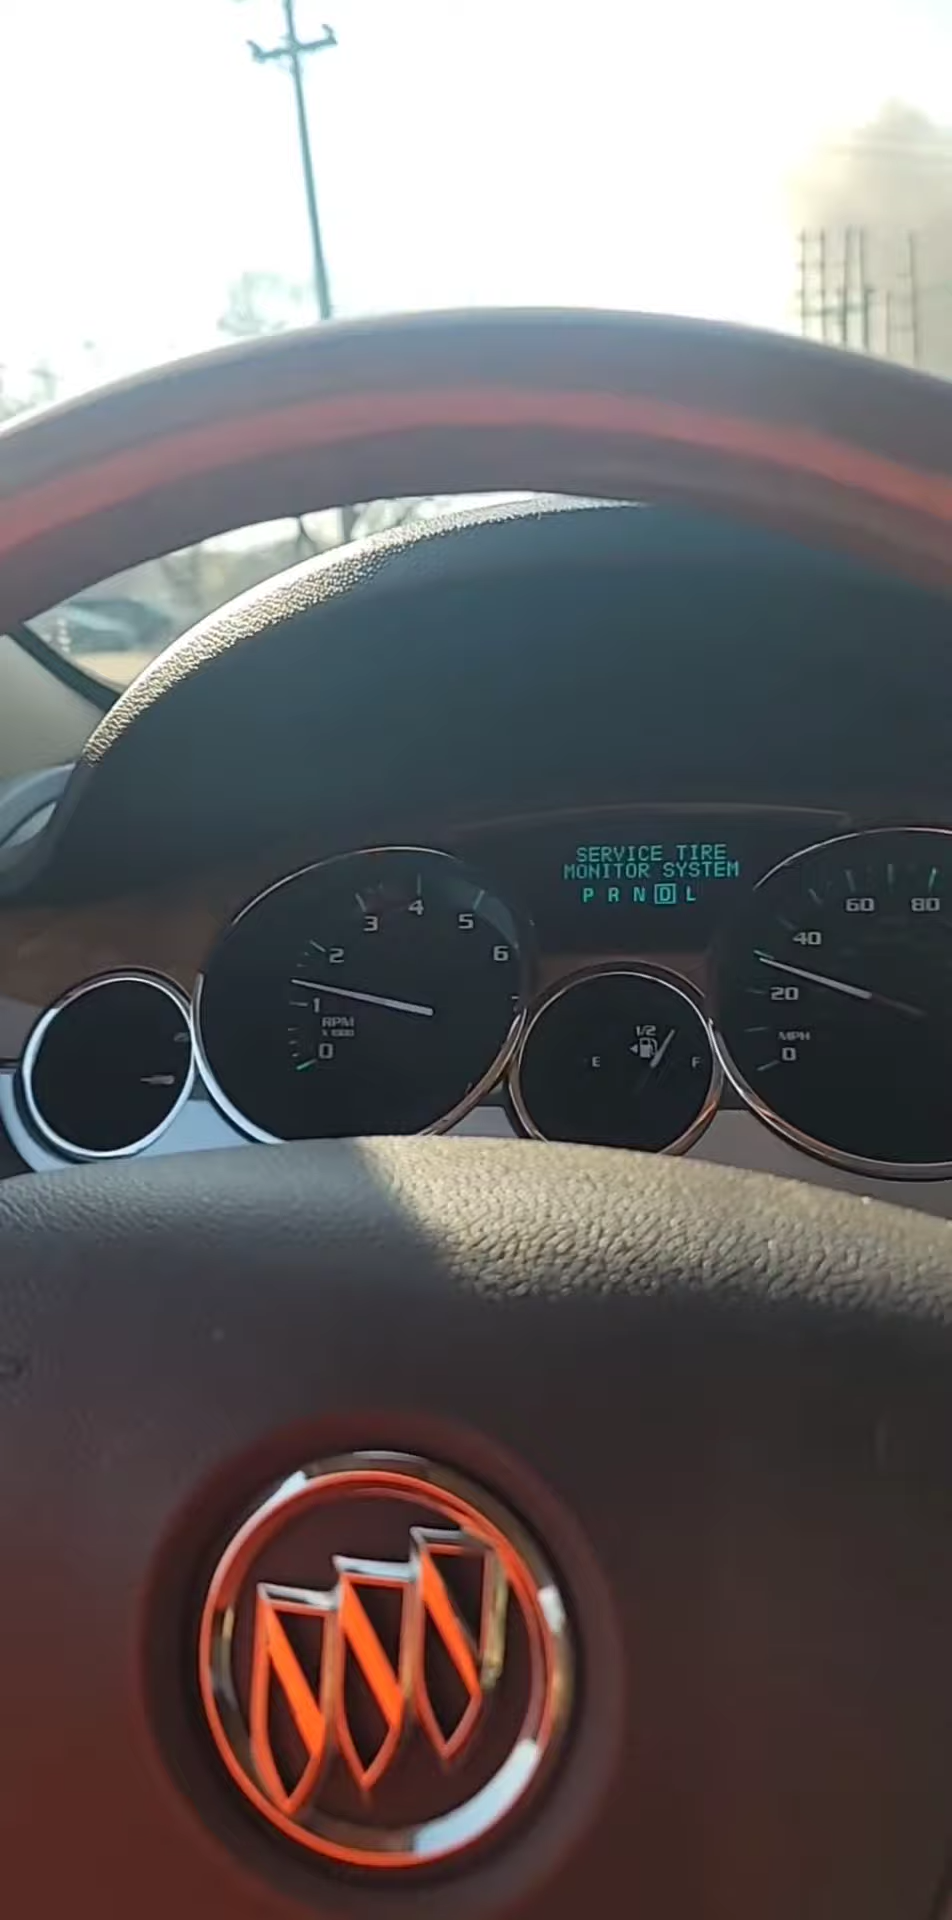 SERVICE TIRE
MONITOR SYSTEM
P R N D L
0 1 2 3 4 5 6 7
RPM
X 1000
E 1/2 F
0 20 40 60 80
MPH